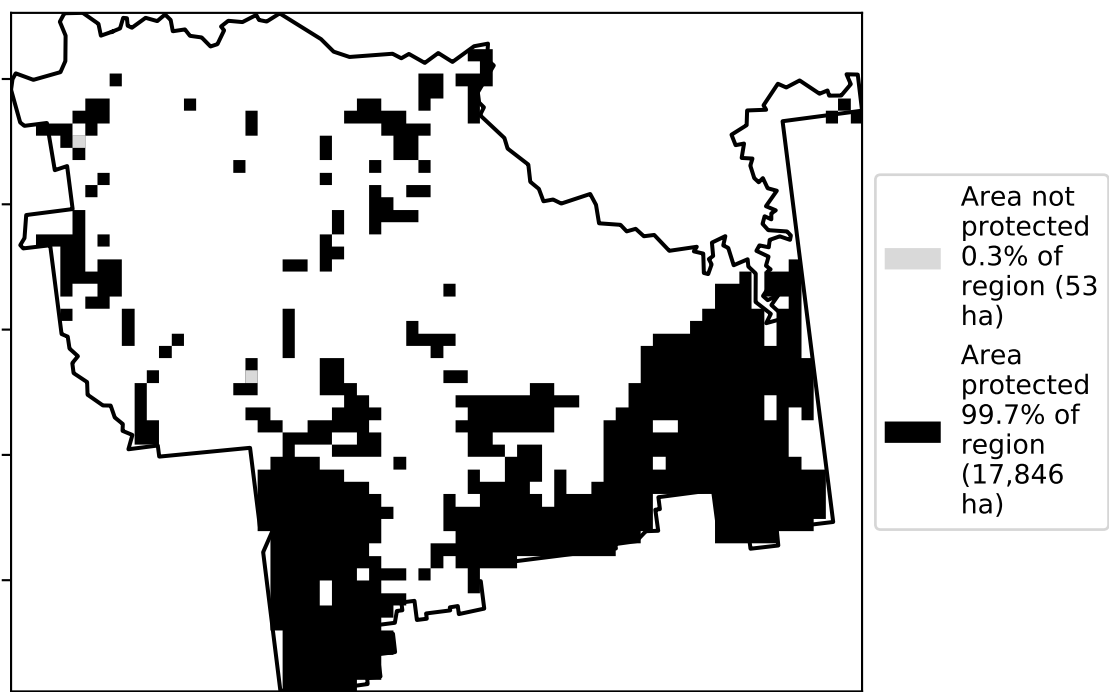 Area not
protected
0.3% of
region (53
ha)
Area
protected
99.7% of
region
(17,846
ha)